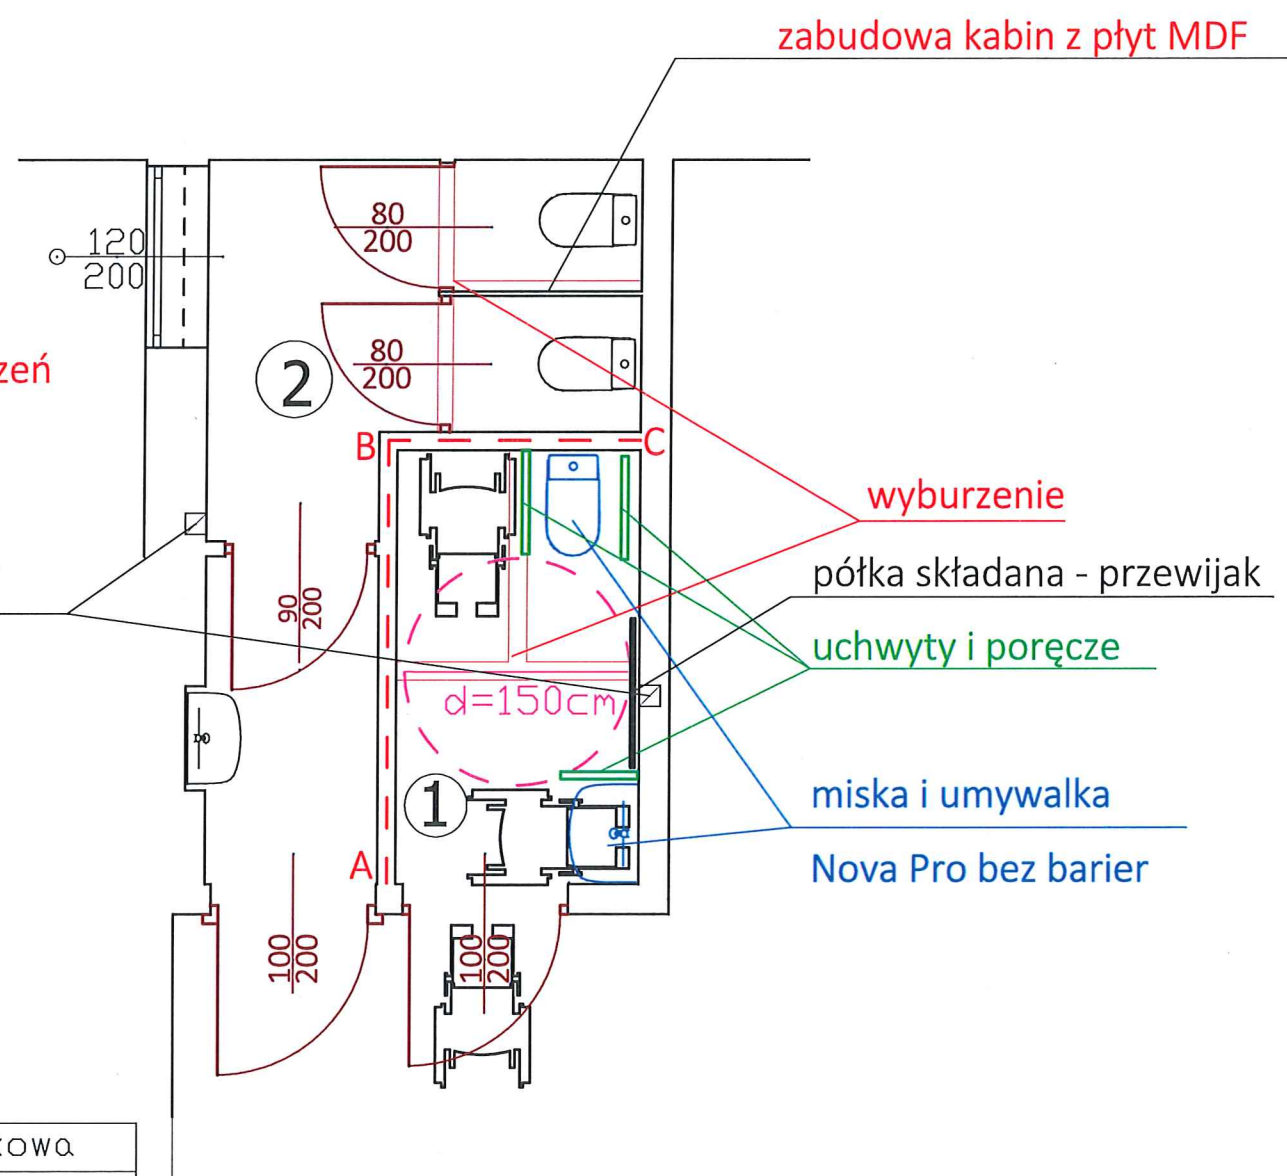 zabudowa kabin z płyt MDF
80
200
120
200
80
200
zeń
2
B
C
wyburzenie
półka składana - przewijak
90
200
uchwyty i poręcze
d=150cm
1
miska i umywalka
A
Nova Pro bez barier
100
200
100
200
kowa